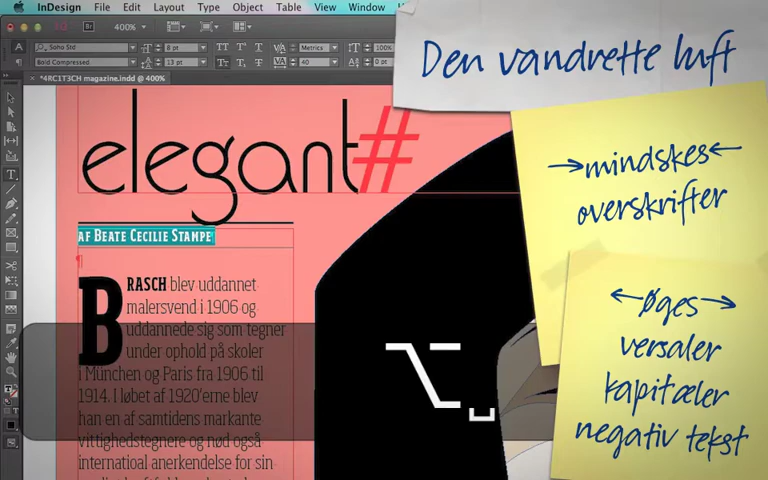 InDesign File Edit Layout Type Object Table View Window
400%
Soho Std 8 pt Metrics 100%
Bold Compressed 13 pt 40 0 pt
*4RC1T3CH magazine.indd @ 400%
elegant#
AF BEATE CECILIE STAMPE
BRASCH blev uddannet
malersvend i 1906 og
uddannede sig som tegner
under ophold på skoler
i München og Paris fra 1906 til
1914. I løbet af 1920'erne blev
han en af samtidens markante
vittighedstegnere og nød også
internatioal anerkendelse for sin
Den vandrette luft
→mindskes←
overskrifter
←øges→
versaler
kapitæler
negativ tekst